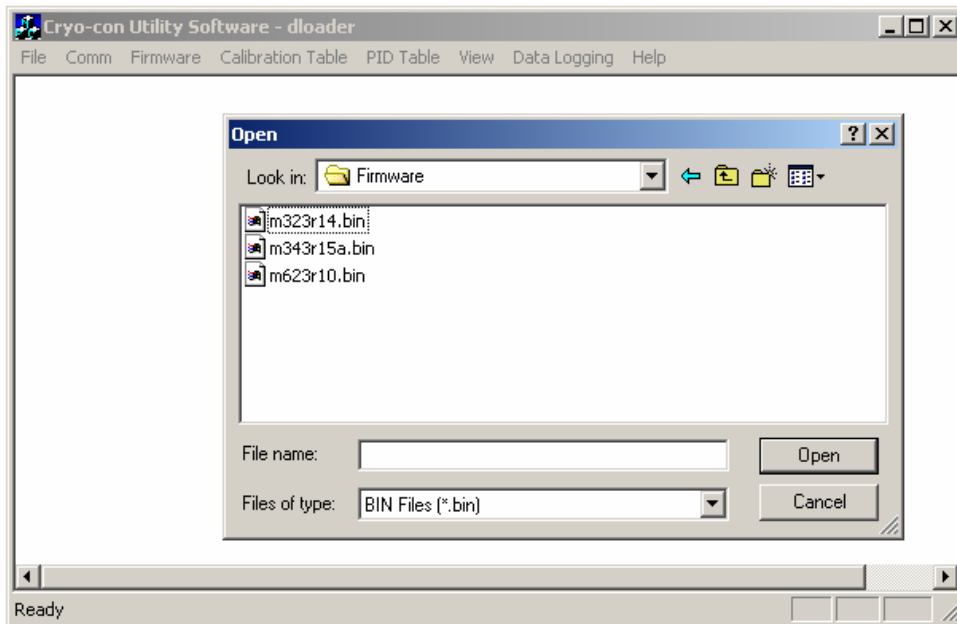 Cryo-con Utility Software - dloader
File Comm Firmware Calibration Table PID Table View Data Logging Help
Open
Look in: Firmware
m323r14.bin
m343r15a.bin
m623r10.bin
File name: Open
Files of type: BIN Files (*.bin) Cancel
Ready